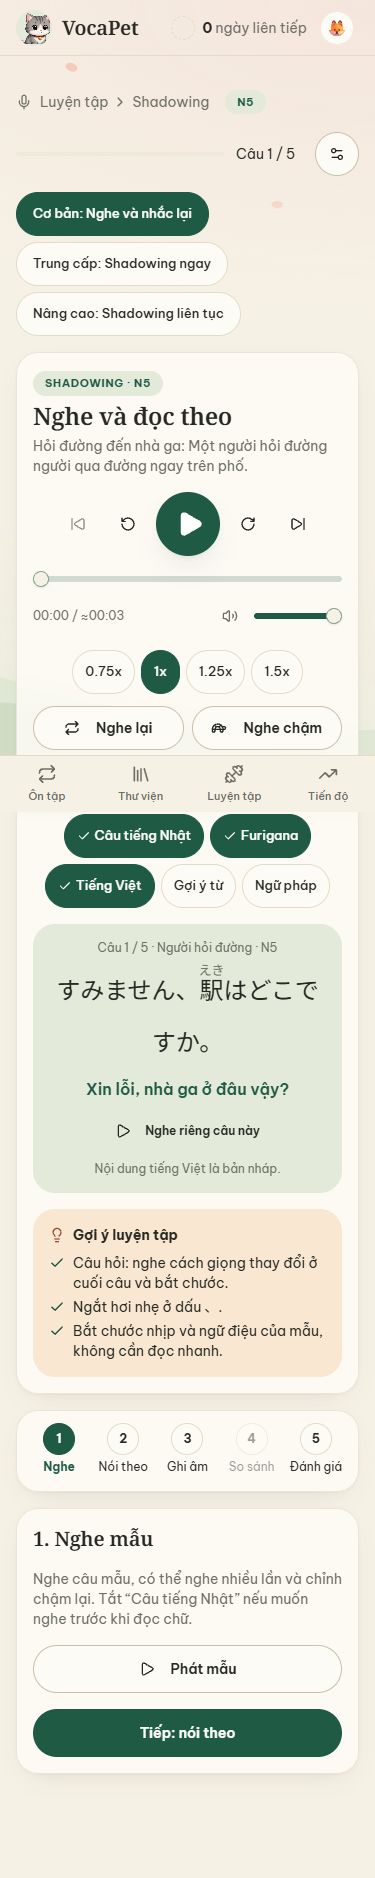 VocaPet
0 ngày liên tiếp
Luyện tập > Shadowing N5
Câu 1 / 5
Cơ bản: Nghe và nhắc lại
Trung cấp: Shadowing ngay
Nâng cao: Shadowing liên tục
SHADOWING · N5
Nghe và đọc theo
Hỏi đường đến nhà ga: Một người hỏi đường
người qua đường ngay trên phố.
00:00 / ≈00:03
0.75x 1x 1.25x 1.5x
Nghe lại Nghe chậm
Ôn tập Thư viện Luyện tập Tiến độ
Câu tiếng Nhật Furigana
Tiếng Việt Gợi ý từ Ngữ pháp
Câu 1 / 5 · Người hỏi đường · N5
えき
すみません、駅はどこで
すか。
Xin lỗi, nhà ga ở đâu vậy?
Nghe riêng câu này
Nội dung tiếng Việt là bản nháp.
Gợi ý luyện tập
Câu hỏi: nghe cách giọng thay đổi ở
cuối câu và bắt chước.
Ngắt hơi nhẹ ở dấu 、.
Bắt chước nhịp và ngữ điệu của mẫu,
không cần đọc nhanh.
1 2 3 4 5
Nghe Nói theo Ghi âm So sánh Đánh giá
1. Nghe mẫu
Nghe câu mẫu, có thể nghe nhiều lần và chỉnh
chậm lại. Tắt “Câu tiếng Nhật” nếu muốn
nghe trước khi đọc chữ.
Phát mẫu
Tiếp: nói theo